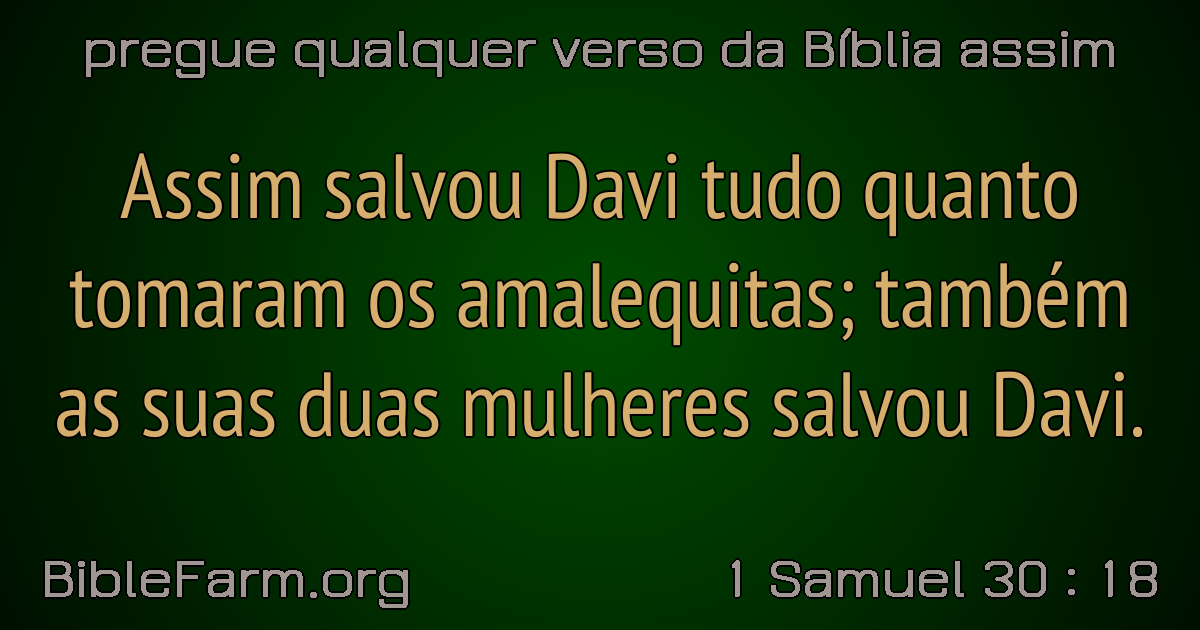 pregue qualquer verso da Bíblia assim
Assim salvou Davi tudo quanto
tomaram os amalequitas; também
as suas duas mulheres salvou Davi.
BibleFarm.org
1 Samuel 30 : 18